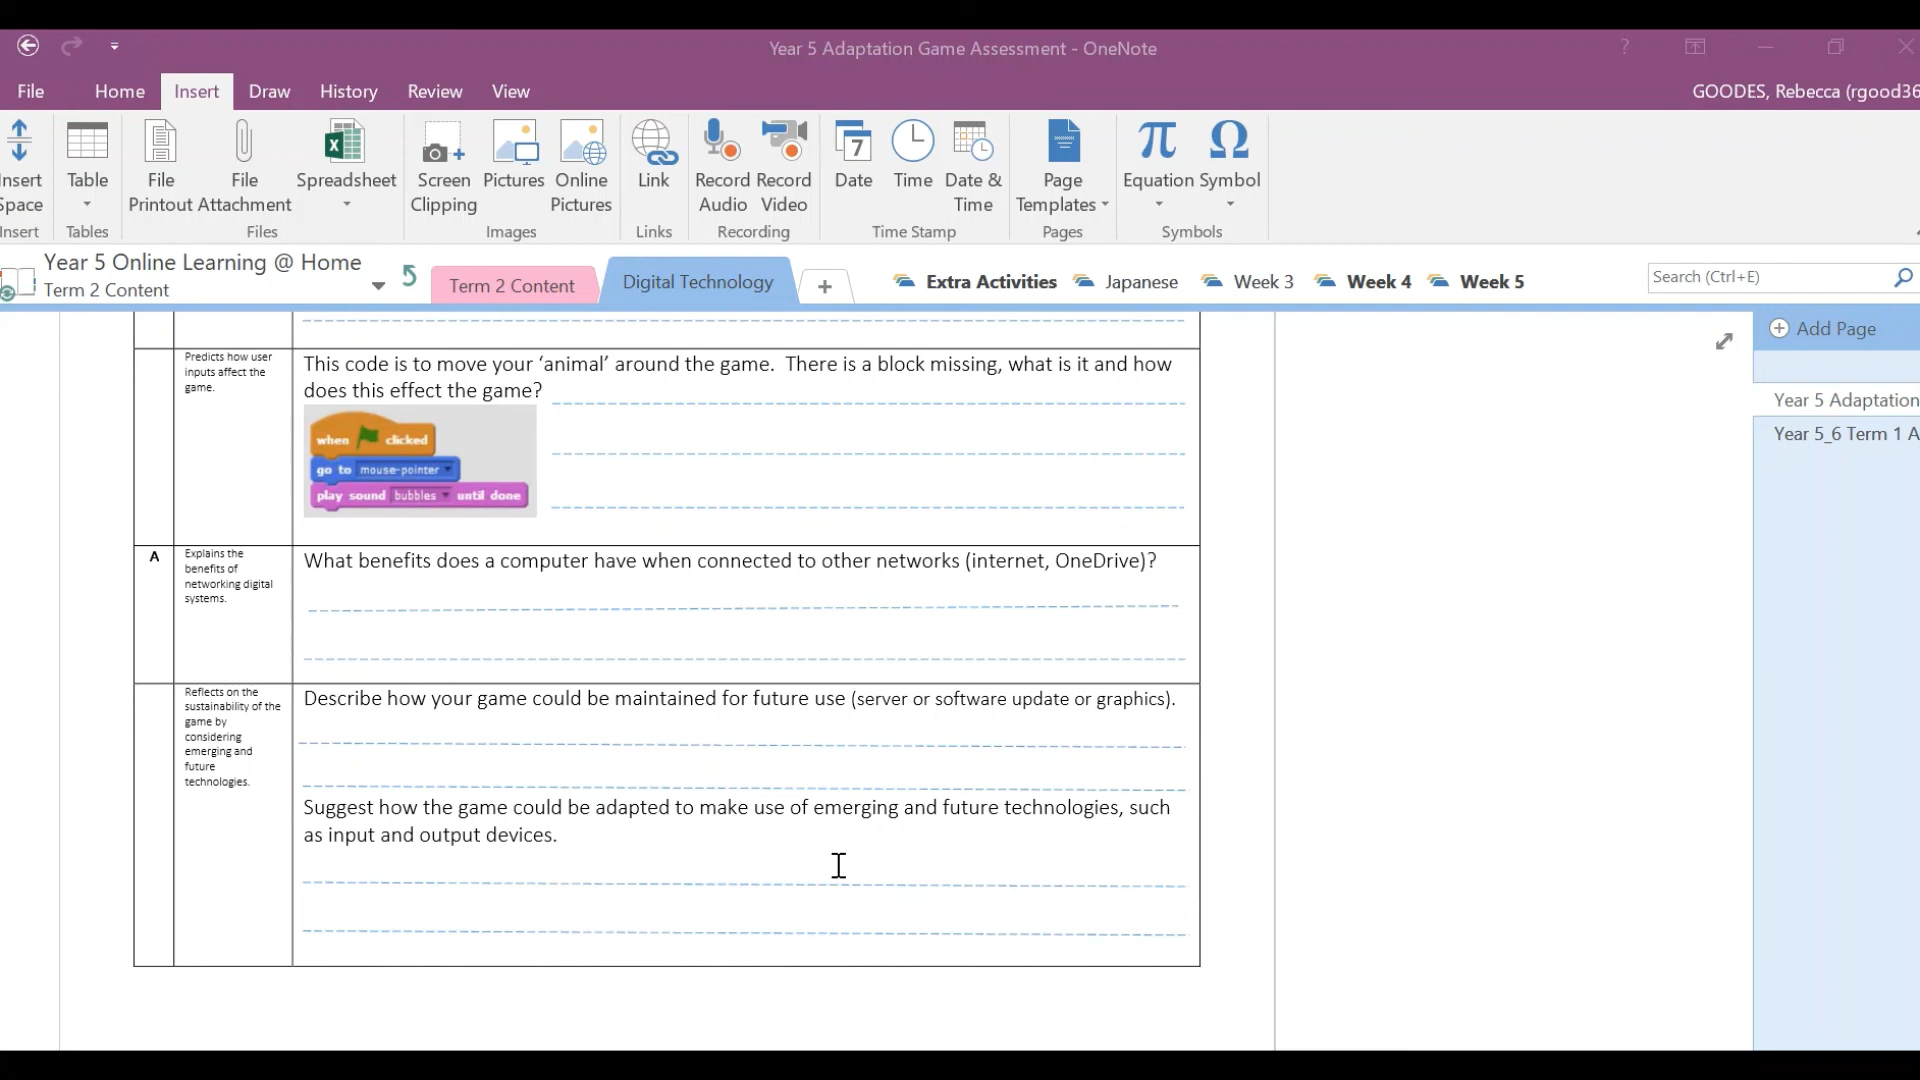 Year 5 Adaptation Game Assessment - OneNote
?
File Home Insert Draw History Review View
GOODES, Rebecca (rgood36
nsert Space
Table
File Printout
File Attachment
Spreadsheet
Screen Clipping
Pictures
Online Pictures
Link
Record Audio
Record Video
7
Date
Time
Date & Time
Page Templates
π
Equation
Ω
Symbol
nsert Tables Files Images Links Recording Time Stamp Pages Symbols
Year 5 Online Learning @ Home
Term 2 Content
Term 2 Content
Digital Technology
+
Extra Activities
Japanese
Week 3
Week 4
Week 5
Search (Ctrl+E)
Add Page
Year 5 Adaptation
Year 5_6 Term 1 A
Predicts how user
inputs affect the
game.
This code is to move your ‘animal’ around the game.  There is a block missing, what is it and how
does this effect the game?
when clicked
go to mouse-pointer
play sound bubbles until done
A
Explains the
benefits of
networking digital
systems.
What benefits does a computer have when connected to other networks (internet, OneDrive)?
Reflects on the
sustainability of the
game by
considering
emerging and
future
technologies.
Describe how your game could be maintained for future use (server or software update or graphics).
Suggest how the game could be adapted to make use of emerging and future technologies, such
as input and output devices.